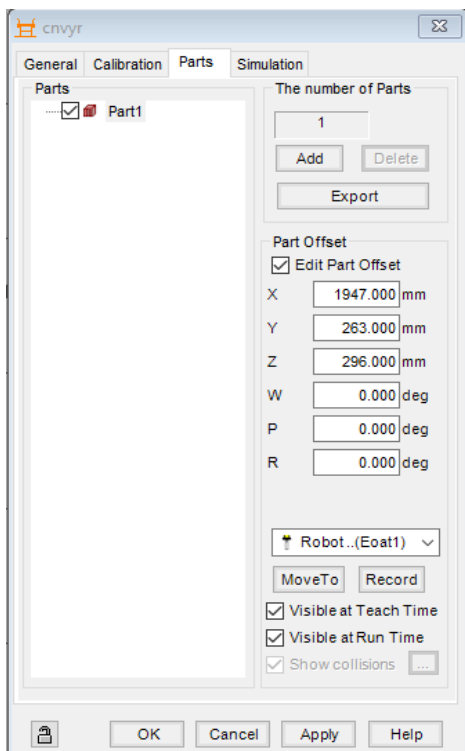 cnvyr
General Calibration Parts Simulation
Parts
Part1
The number of Parts
1
Add Delete
Export
Part Offset
Edit Part Offset
X 1947.000 mm
Y 263.000 mm
Z 296.000 mm
W 0.000 deg
P 0.000 deg
R 0.000 deg
Robot..(Eoat1)
MoveTo Record
Visible at Teach Time
Visible at Run Time
Show collisions ...
OK Cancel Apply Help